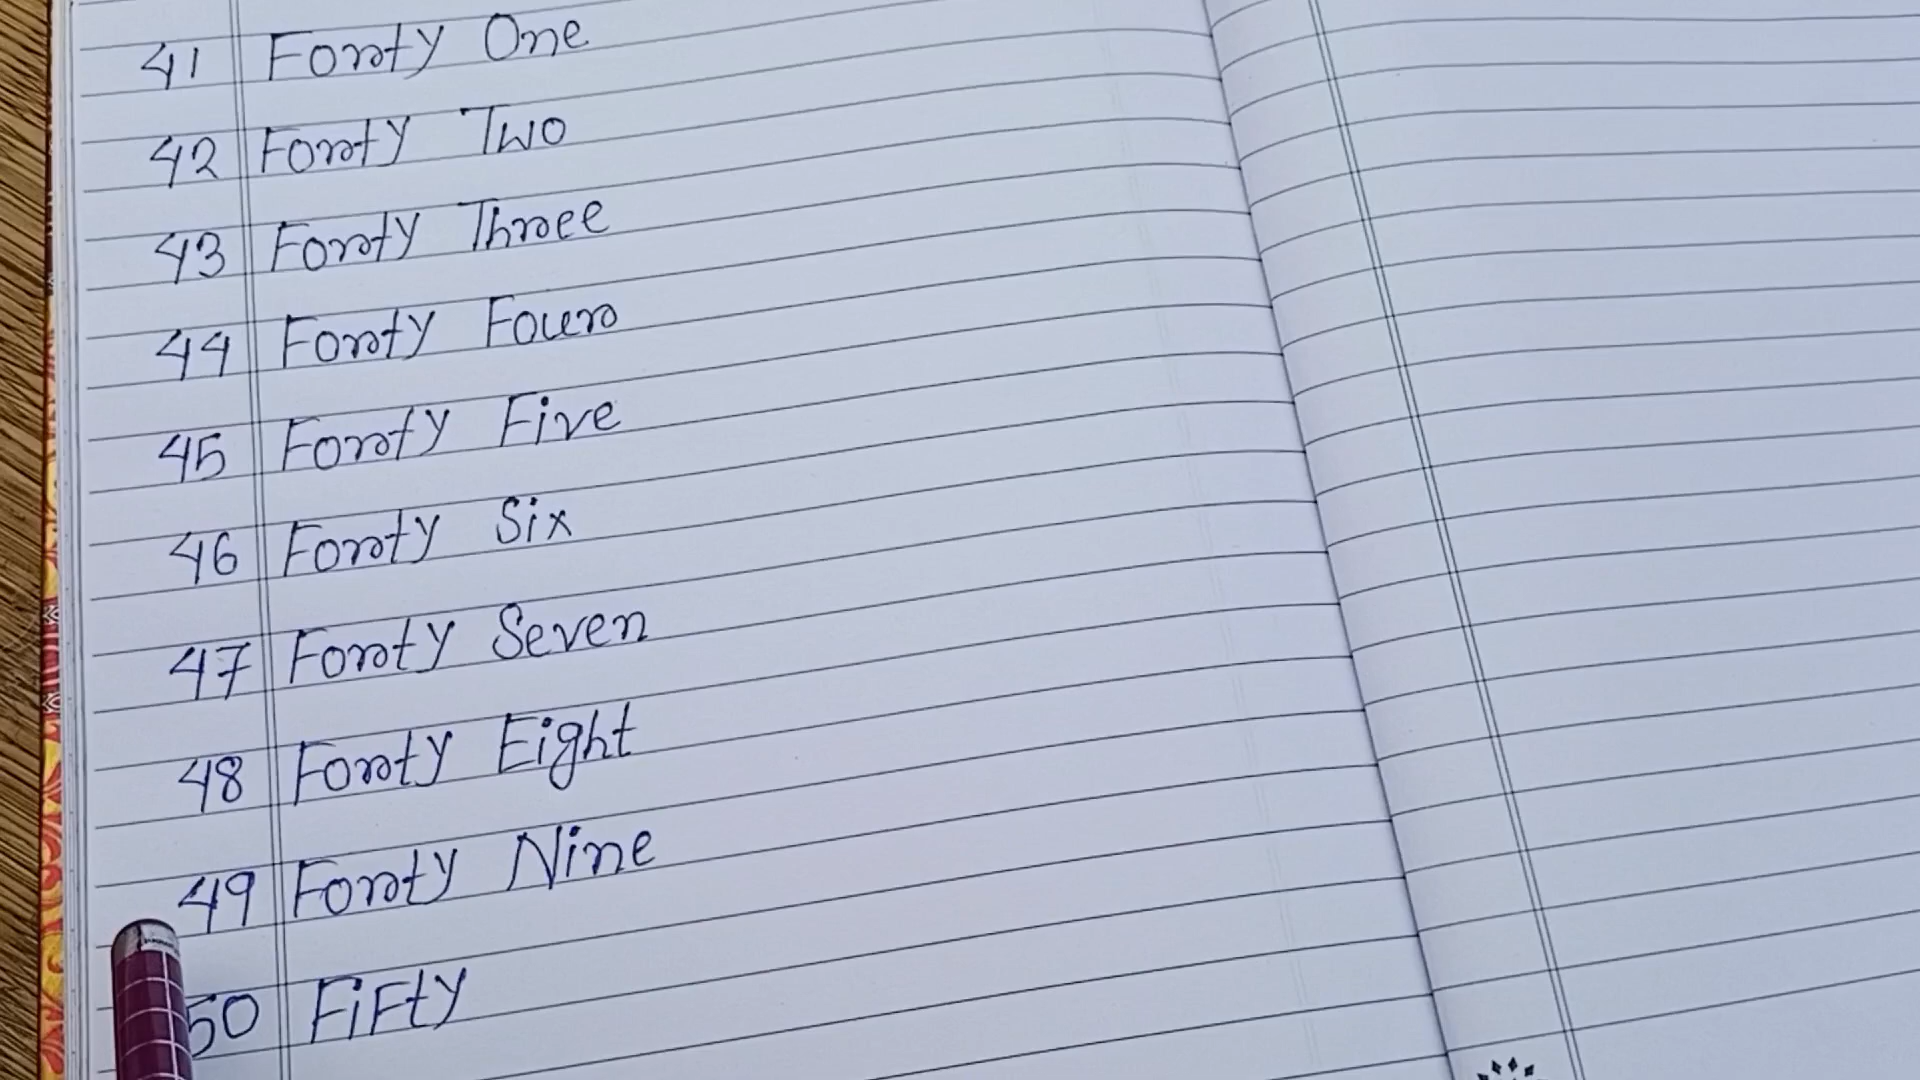 41 Forty One
42 Forty Two
43 Forty Three
44 Forty Four
45 Forty Five
46 Forty Six
47 Forty Seven
48 Forty Eight
49 Forty Nine
50 FiFty